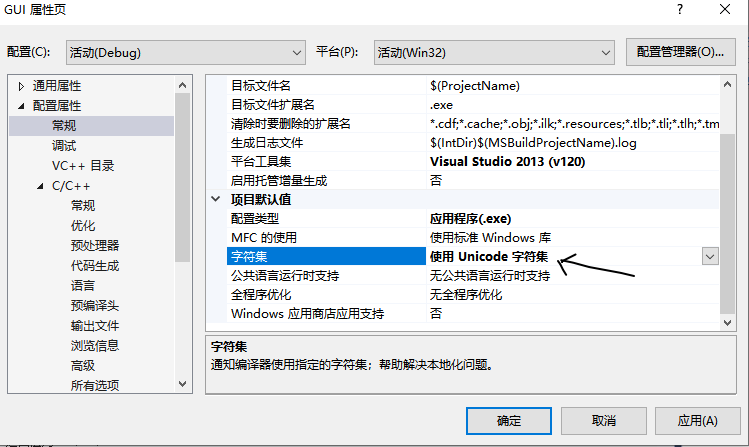 GUI 属性页
?
配置(C): 活动(Debug) 平台(P): 活动(Win32) 配置管理器(O)...
通用属性
配置属性
常规
调试
VC++ 目录
C/C++
常规
优化
预处理器
代码生成
语言
预编译头
输出文件
浏览信息
高级
所有选项
目标文件名 $(ProjectName)
目标文件扩展名 .exe
清除时要删除的扩展名 *.cdf;*.cache;*.obj;*.ilk;*.resources;*.tlb;*.tli;*.tlh;*.tm
生成日志文件 $(IntDir)$(MSBuildProjectName).log
平台工具集 Visual Studio 2013 (v120)
启用托管增量生成 否
项目默认值
配置类型 应用程序(.exe)
MFC 的使用 使用标准 Windows 库
字符集 使用 Unicode 字符集
公共语言运行时支持 无公共语言运行时支持
全程序优化 无全程序优化
Windows 应用商店应用支持 否
字符集
通知编译器使用指定的字符集；帮助解决本地化问题。
确定 取消 应用(A)